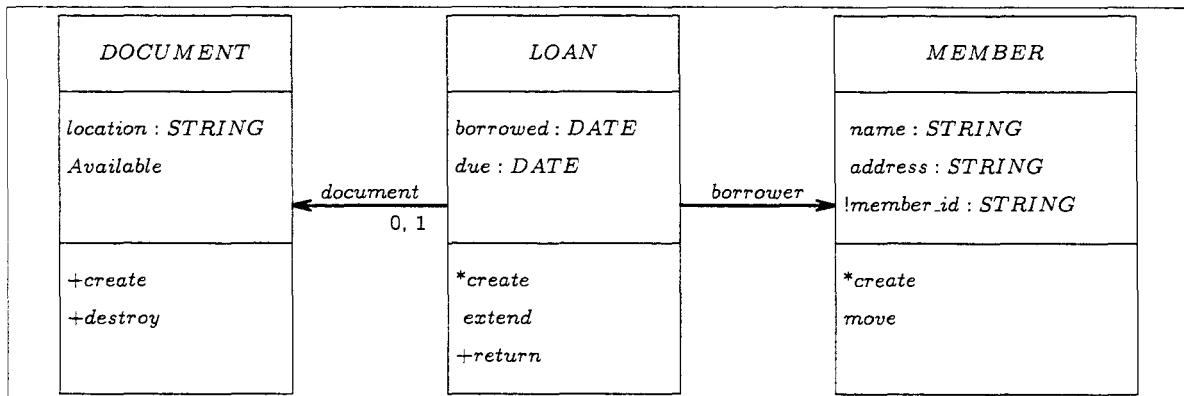 DOCUMENT
location : STRING
Available
+create
+destroy
document
0, 1
LOAN
borrowed : DATE
due : DATE
*create
extend
+return
borrower
MEMBER
name : STRING
address : STRING
!member_id : STRING
*create
move